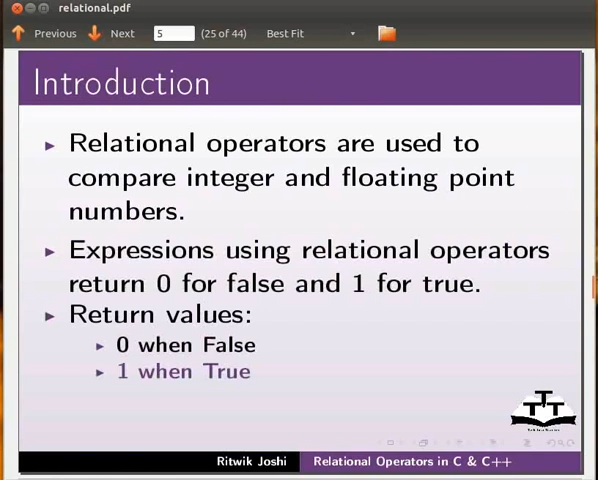 relational.pdf
Previous Next 5 (25 of 44) Best Fit
Introduction
Relational operators are used to
compare integer and floating point
numbers.
Expressions using relational operators
return 0 for false and 1 for true.
Return values:
0 when False
1 when True
Ritwik Joshi Relational Operators in C & C++